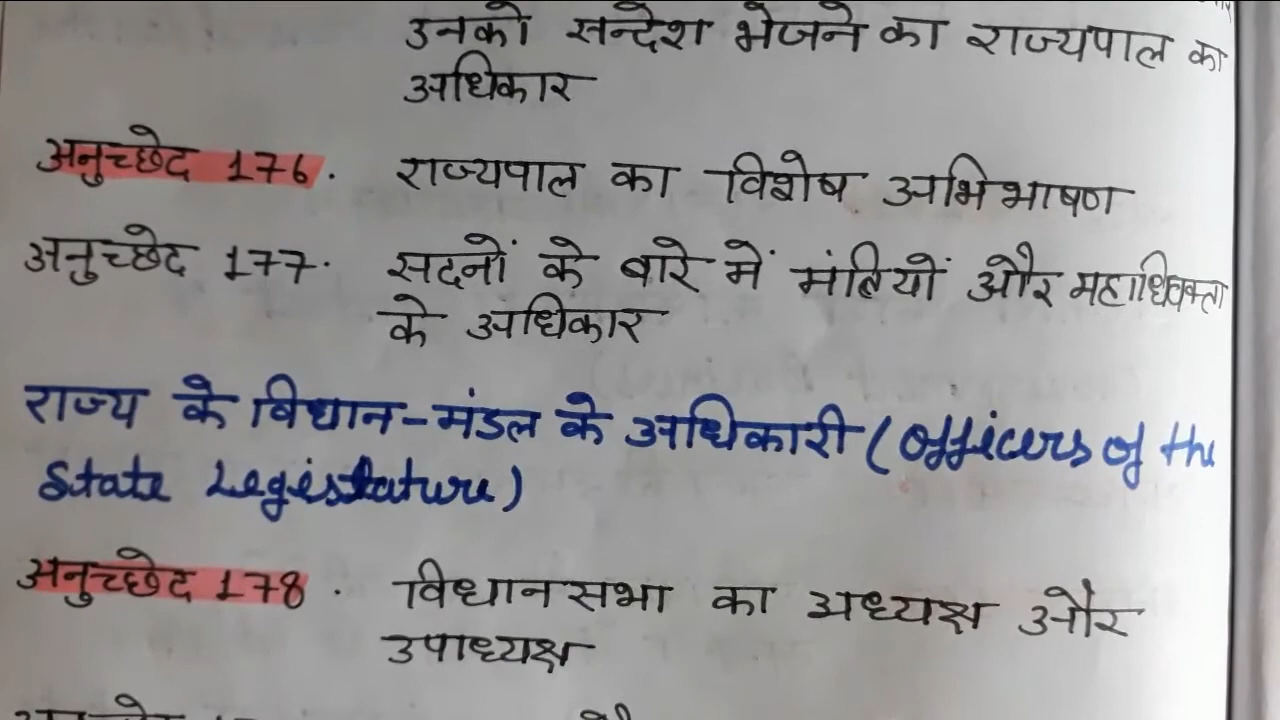 उनको सन्देश भेजने का राज्यपाल का
अधिकार
अनुच्छेद 176. राज्यपाल का विशेष अभिभाषण
अनुच्छेद 177. सदनों के बारे में मंत्रियों और महाधिवक्ता
के अधिकार
राज्य के विधान-मंडल के अधिकारी (officers of the
State Legislature)
अनुच्छेद 178. विधानसभा का अध्यक्ष और
उपाध्यक्ष